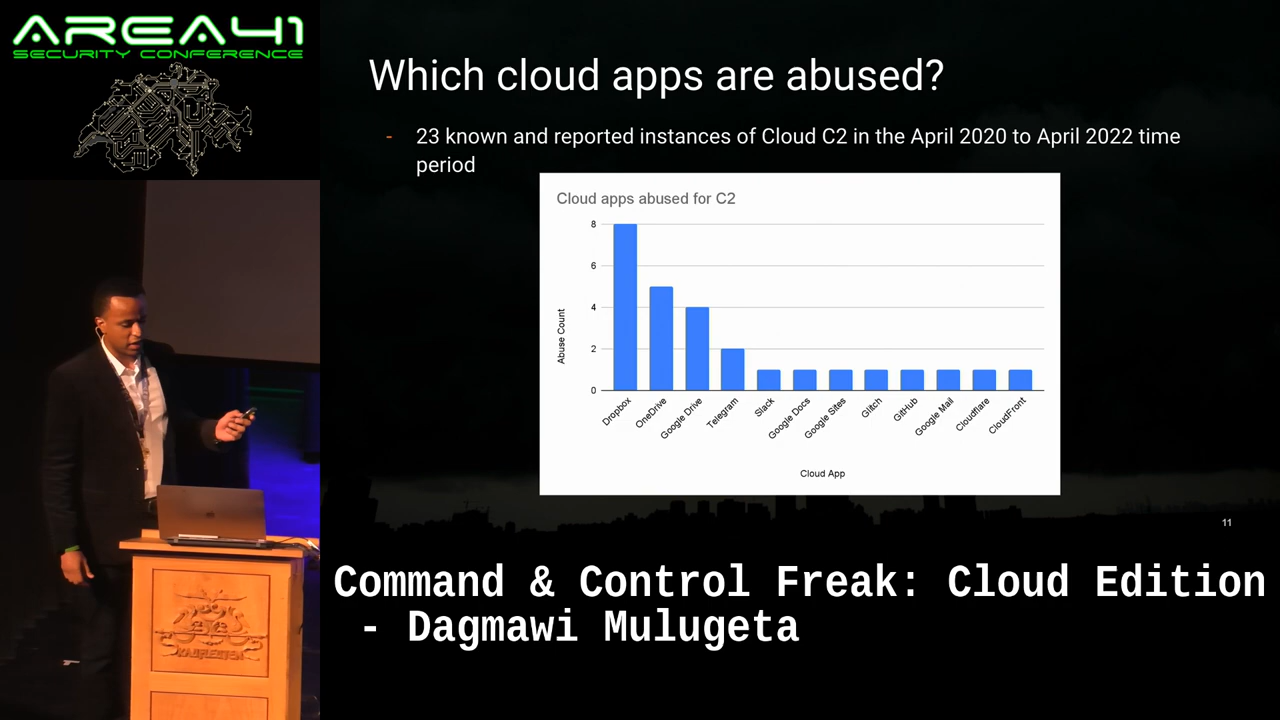 AREA41
SECURITY CONFERENCE
Which cloud apps are abused?
- 23 known and reported instances of Cloud C2 in the April 2020 to April 2022 time
period
Cloud apps abused for C2
8
6
4
2
0
Abuse Count
Dropbox
OneDrive
Google Drive
Telegram
Slack
Google Docs
Google Sites
Glitch
GitHub
Google Mail
Cloudflare
CloudFront
Cloud App
11
Command & Control Freak: Cloud Edition
- Dagmawi Mulugeta
KAUFLEUTEN